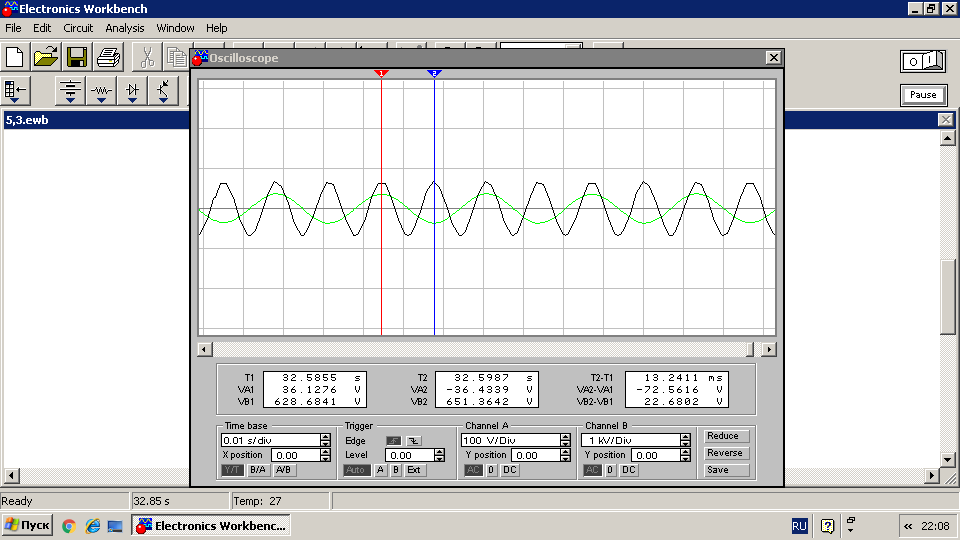 Electronics Workbench
File Edit Circuit Analysis Window Help
Oscilloscope
0 I
Pause
5,3.ewb
1 2
T1 32.5855 s
VA1 36.1276 V
VB1 628.6841 V
T2 32.5987 s
VA2 -36.4339 V
VB2 651.3642 V
T2-T1 13.2411 ms
VA2-VA1 -72.5616 V
VB2-VB1 22.6802 V
Time base
0.01 s/div
X position 0.00
Y/T B/A A/B
Trigger
Edge
Level 0.00
Auto A B Ext
Channel A
100 V/Div
Y position 0.00
AC 0 DC
Channel B
1 kV/Div
Y position 0.00
AC 0 DC
Reduce
Reverse
Save
Ready 32.85 s Temp: 27
Пуск Electronics Workbenc... RU « 22:08